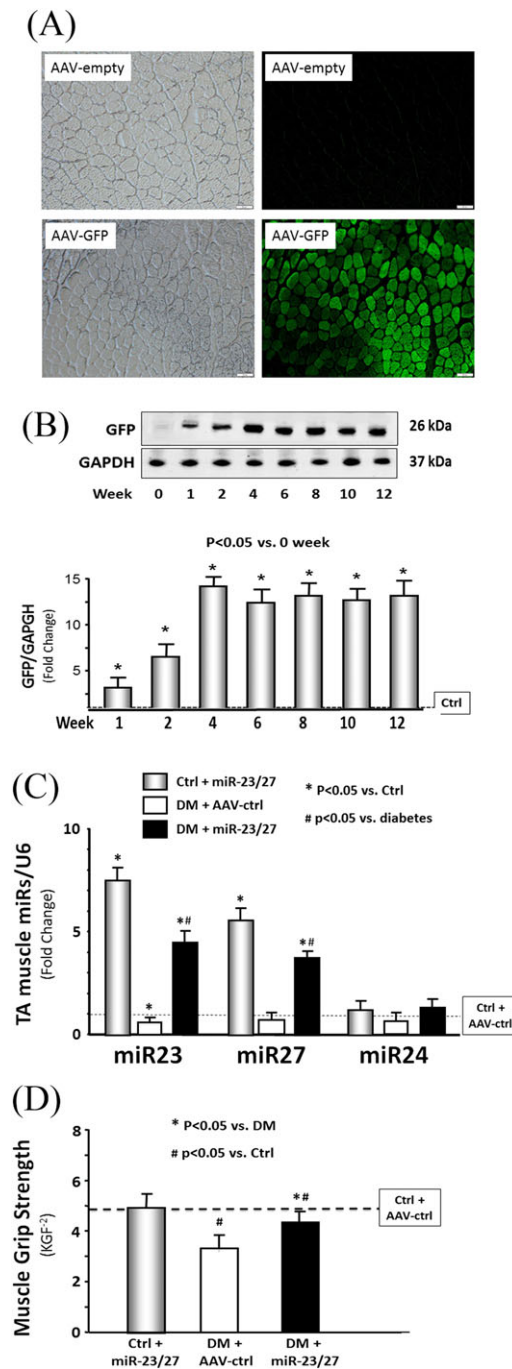 (A)
AAV-empty
AAV-empty
AAV-GFP
AAV-GFP
(B)
GFP
26 kDa
GAPDH
37 kDa
Week 0 1 2 4 6 8 10 12
P<0.05 vs. 0 week
GFP/GAPGH
(Fold Change)
15
10
5
* * * * * * *
Ctrl
Week 1 2 4 6 8 10 12
(C)
Ctrl + miR-23/27
DM + AAV-ctrl
DM + miR-23/27
* P<0.05 vs. Ctrl
# p<0.05 vs. diabetes
TA muscle miRs/U6
(Fold Change)
10
5
0
* * *# * *#
Ctrl +
AAV-ctrl
miR23 miR27 miR24
(D)
* P<0.05 vs. DM
# p<0.05 vs. Ctrl
Muscle Grip Strength
(KGF-2)
8
6
4
2
0
# *#
Ctrl +
AAV-ctrl
Ctrl +
miR-23/27
DM +
AAV-ctrl
DM +
miR-23/27